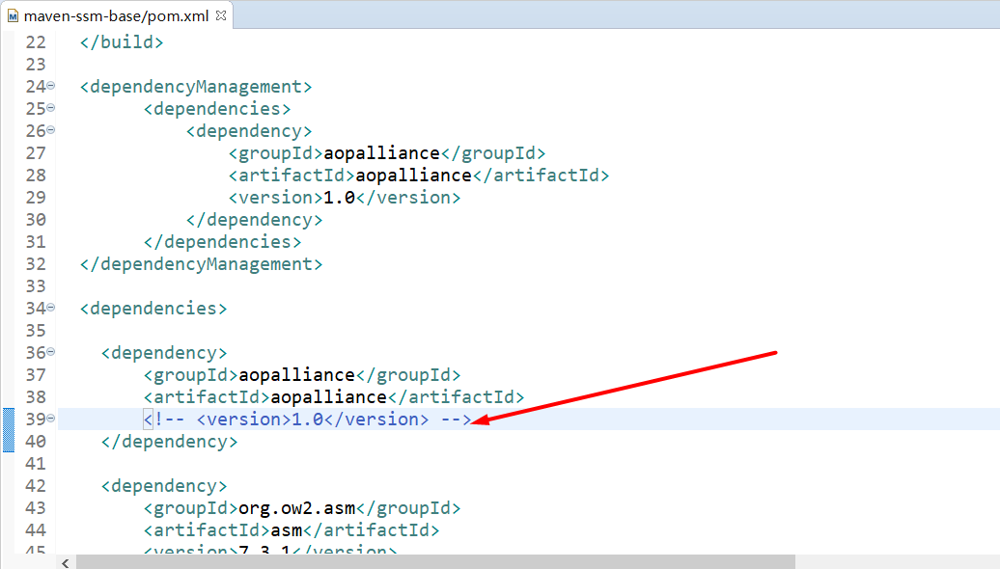 maven-ssm-base/pom.xml
22 </build>
23
24 <dependencyManagement>
25 <dependencies>
26 <dependency>
27 <groupId>aopalliance</groupId>
28 <artifactId>aopalliance</artifactId>
29 <version>1.0</version>
30 </dependency>
31 </dependencies>
32 </dependencyManagement>
33
34 <dependencies>
35
36 <dependency>
37 <groupId>aopalliance</groupId>
38 <artifactId>aopalliance</artifactId>
39 <!-- <version>1.0</version> -->
40 </dependency>
41
42 <dependency>
43 <groupId>org.ow2.asm</groupId>
44 <artifactId>asm</artifactId>
45 <version>7.3.1</version>